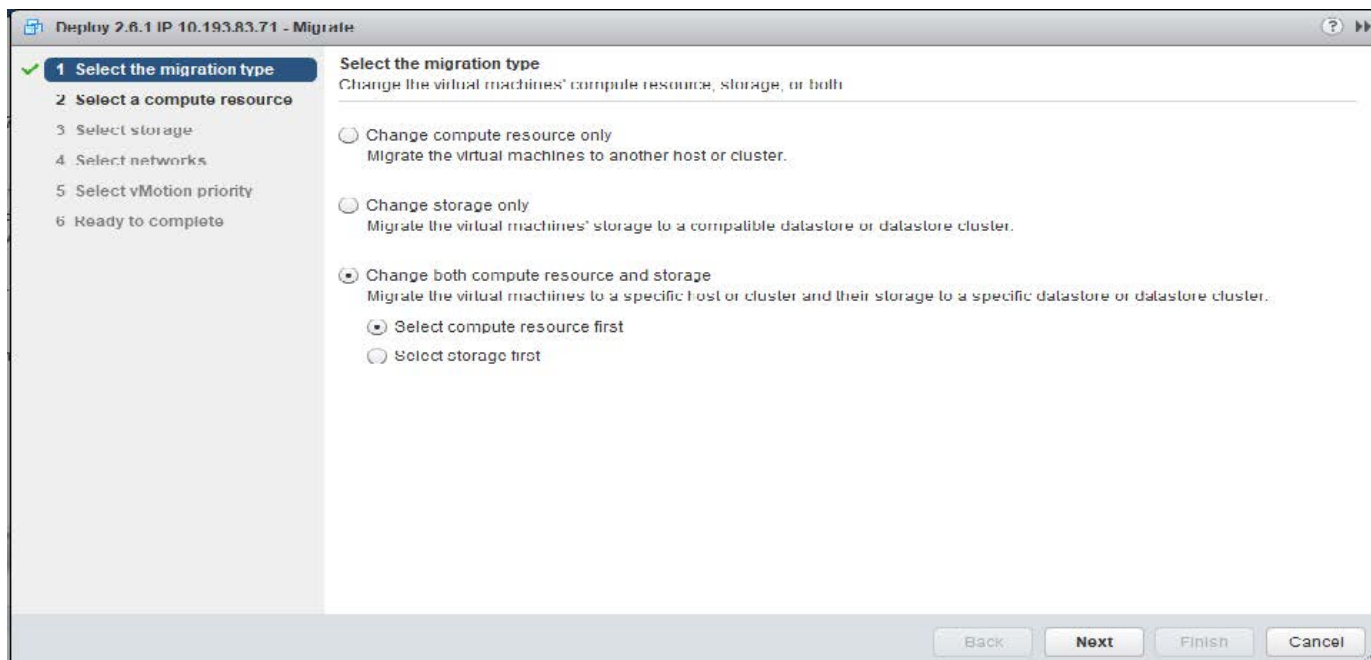 Deploy 2.6.1 IP 10.193.83.71 - Migrate
1 Select the migration type
2 Select a compute resource
3 Select storage
4 Select networks
5 Select vMotion priority
6 Ready to complete
Select the migration type
Change the virtual machines' compute resource, storage, or both
Change compute resource only
Migrate the virtual machines to another host or cluster.
Change storage only
Migrate the virtual machines' storage to a compatible datastore or datastore cluster.
Change both compute resource and storage
Migrate the virtual machines to a specific host or cluster and their storage to a specific datastore or datastore cluster.
Select compute resource first
Select storage first
Back Next Finish Cancel